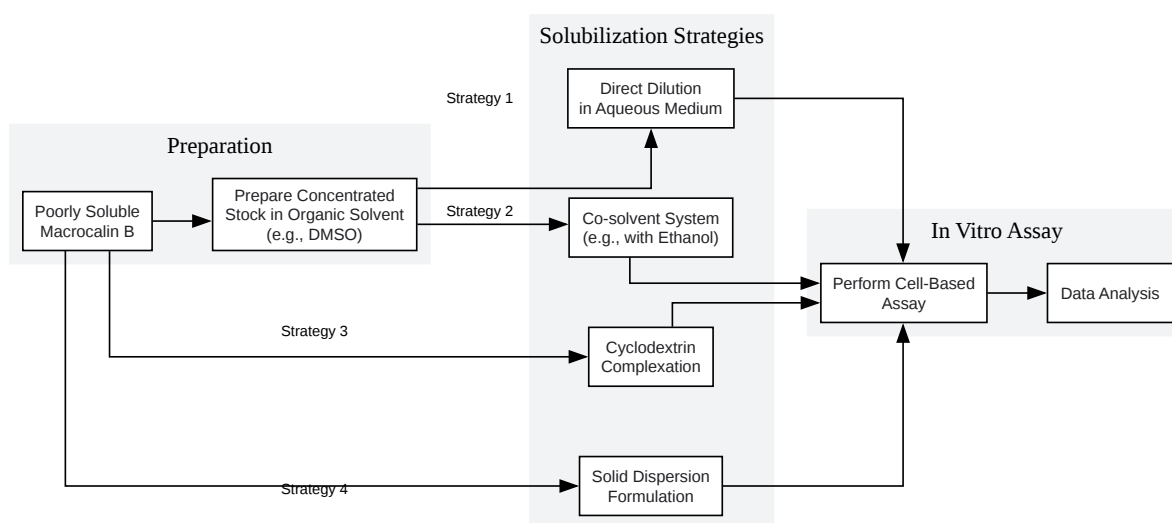 Solubilization Strategies
Direct Dilution
in Aqueous Medium
Strategy 1
Preparation
Poorly Soluble
Macrocalin B
Prepare Concentrated
Stock in Organic Solvent
(e.g., DMSO)
Strategy 2
Co-solvent System
(e.g., with Ethanol)
In Vitro Assay
Perform Cell-Based
Assay
Data Analysis
Strategy 3
Cyclodextrin
Complexation
Strategy 4
Solid Dispersion
Formulation